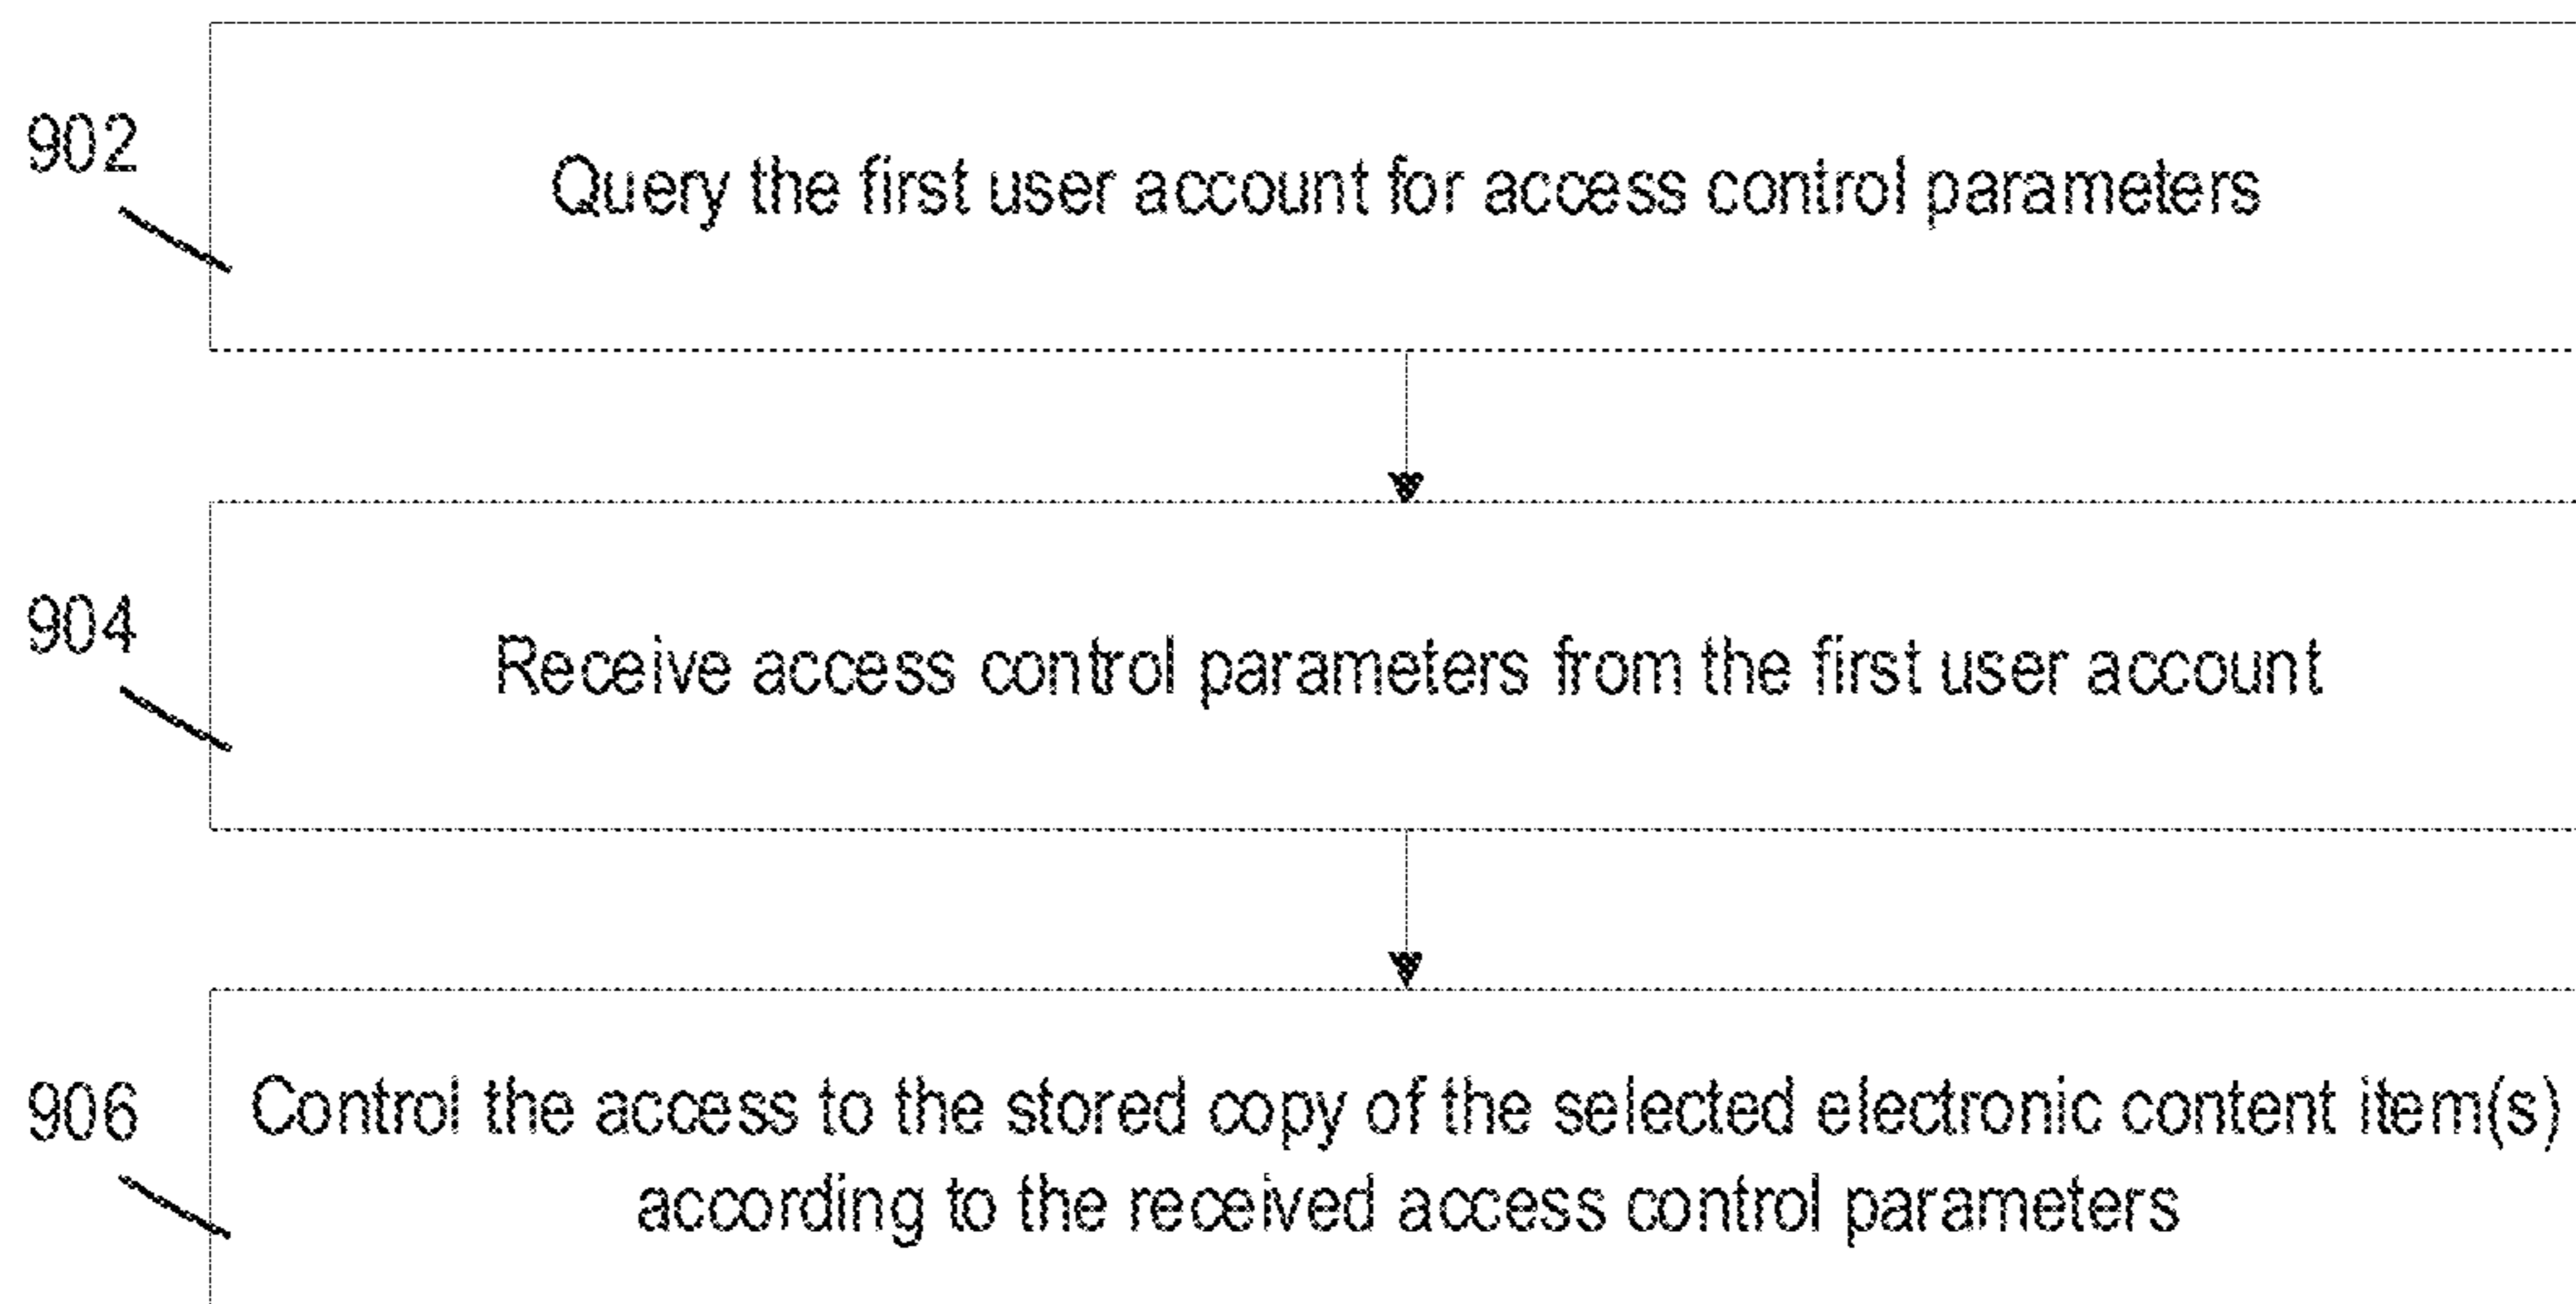 902
Query the first user account for access control parameters
904
Receive access control parameters from the first user account
906
Control the access to the stored copy of the selected electronic content item(s)
according to the received access control parameters